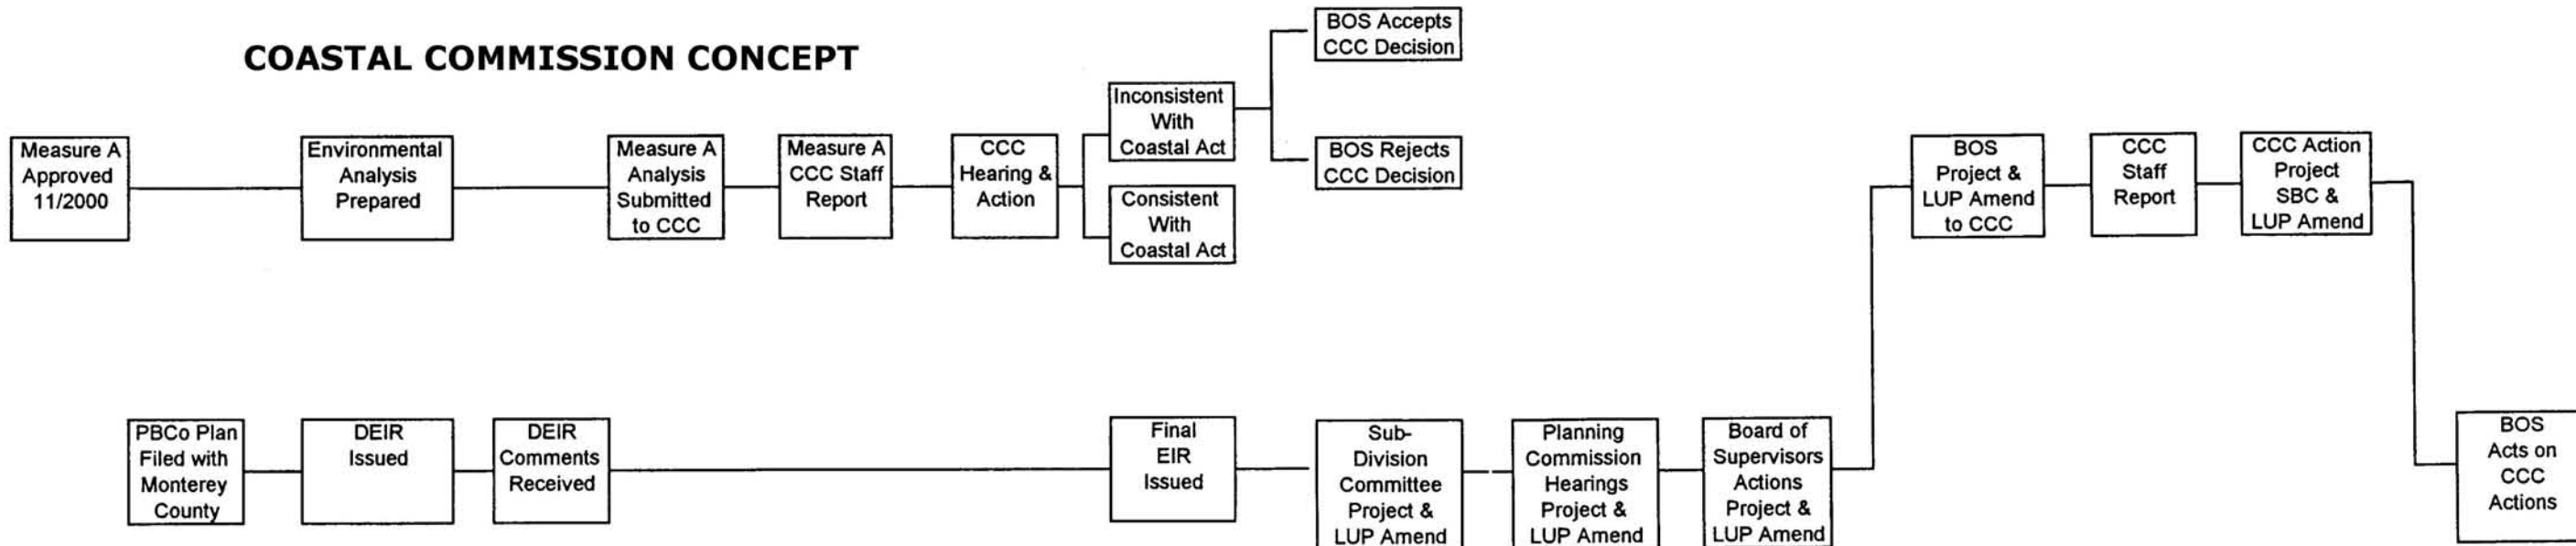 COASTAL COMMISSION CONCEPT
Measure A
Approved
11/2000
Environmental
Analysis
Prepared
Measure A
Analysis
Submitted
to CCC
Measure A
CCC Staff
Report
CCC
Hearing &
Action
Inconsistent
With
Coastal Act
Consistent
With
Coastal Act
BOS Accepts
CCC Decision
BOS Rejects
CCC Decision
BOS
Project &
LUP Amend
to CCC
CCC
Staff
Report
CCC Action
Project
SBC &
LUP Amend
PBCo Plan
Filed with
Monterey
County
DEIR
Issued
DEIR
Comments
Received
Final
EIR
Issued
Sub-
Division
Committee
Project &
LUP Amend
Planning
Commission
Hearings
Project &
LUP Amend
Board of
Supervisors
Actions
Project &
LUP Amend
BOS
Acts on
CCC
Actions